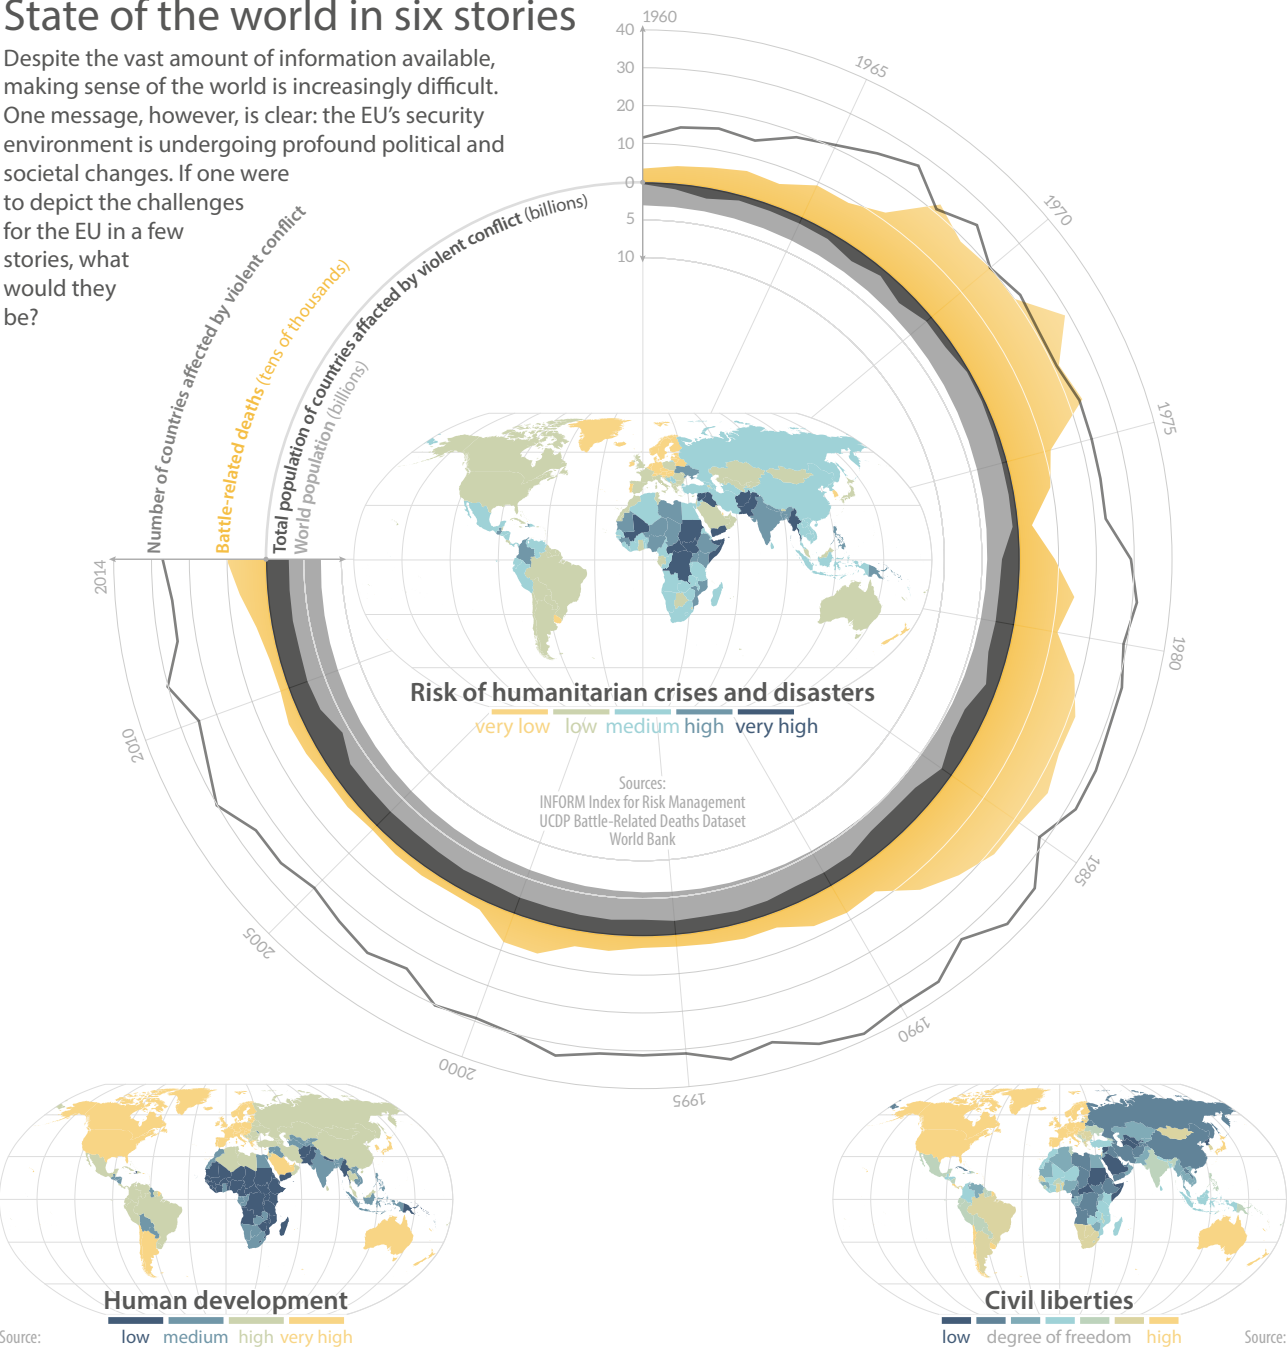 State of the world in six stories
Despite the vast amount of information available,
making sense of the world is increasingly difficult.
One message, however, is clear: the EU's security
environment is undergoing profound political and
societal changes. If one were
to depict the challenges
for the EU in a few
stories, what
would they
be?
1960
40
30
20
10
0
5
10
1965
1970
1975
1980
1985
1990
1995
2000
2005
2010
2014
Number of countries affected by violent conflict
Battle-related deaths (tens of thousands)
Total population of countries affected by violent conflict (billions)
World population (billions)
Risk of humanitarian crises and disasters
very low low medium high very high
Sources:
INFORM Index for Risk Management
UCDP Battle-Related Deaths Dataset
World Bank
Human development
low medium high very high
Source:
Civil liberties
low degree of freedom high
Source: